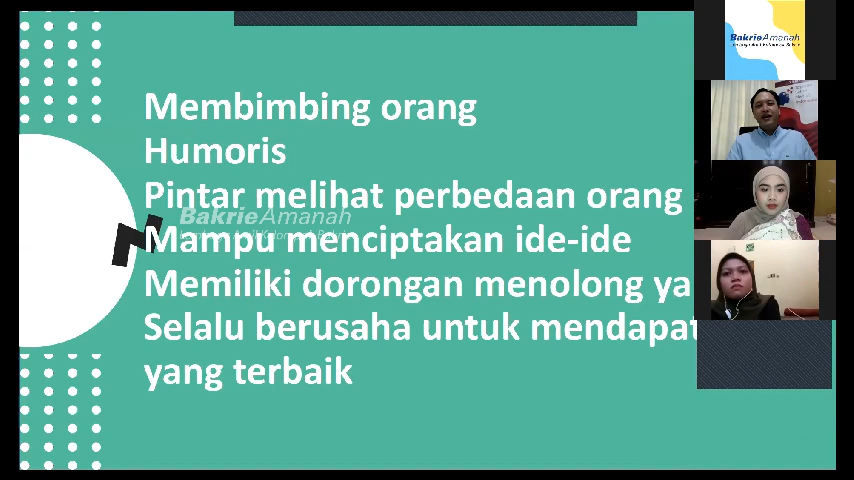 Membimbing orang
Humoris
Pintar melihat perbedaan orang
Mampu menciptakan ide-ide
Memiliki dorongan menolong ya
Selalu berusaha untuk mendapat
yang terbaik
BakrieAmanah
BakrieAmanah